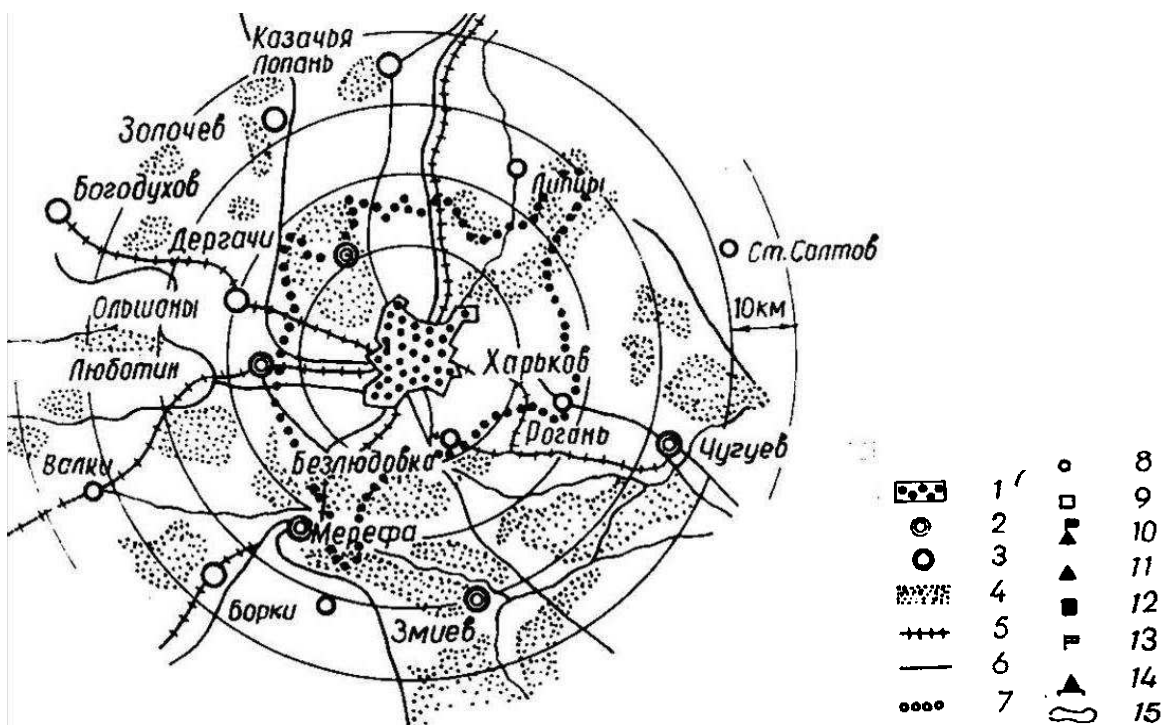 Казачья
Лопань
Золочев
Богодухов
Липцы
Дергачи
Ст. Салтов
Ольшаны
10км
Люботин
Харьков
Рогань
Чугуев
Валки
Безлюдовка
Мерефа
Борки
Змиев
1
2
3
4
5
6
7
8
9
10
11
12
13
14
15